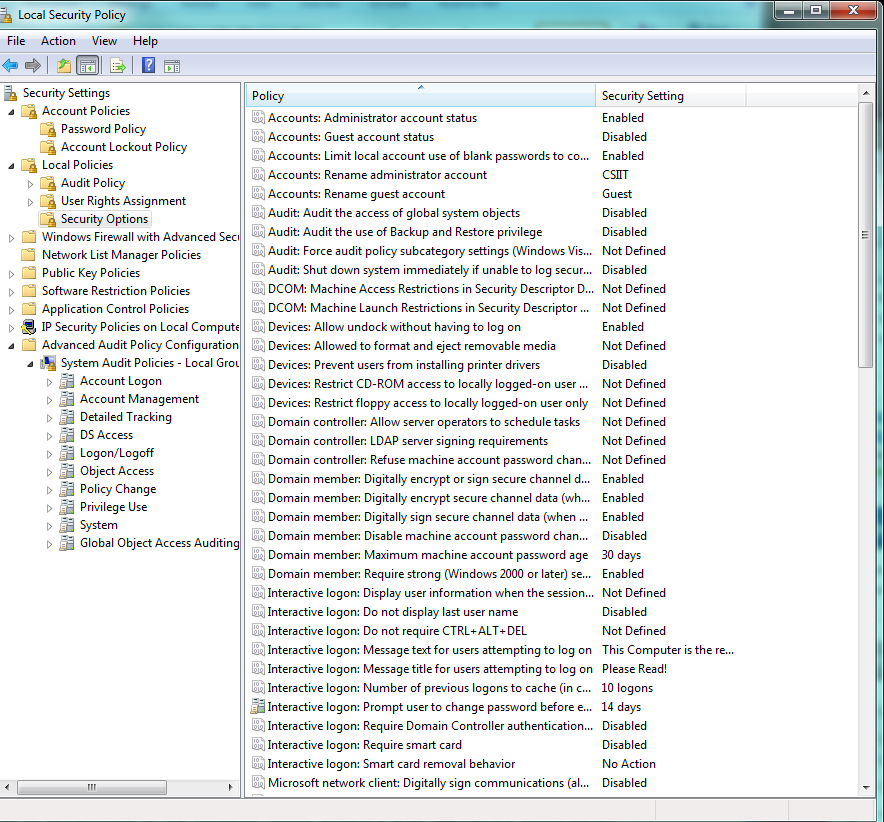 Local Security Policy
File Action View Help
Security Settings
Account Policies
Password Policy
Account Lockout Policy
Local Policies
Audit Policy
User Rights Assignment
Security Options
Windows Firewall with Advanced Secu
Network List Manager Policies
Public Key Policies
Software Restriction Policies
Application Control Policies
IP Security Policies on Local Compute
Advanced Audit Policy Configuration
System Audit Policies - Local Grou
Account Logon
Account Management
Detailed Tracking
DS Access
Logon/Logoff
Object Access
Policy Change
Privilege Use
System
Global Object Access Auditing
Policy Security Setting
Accounts: Administrator account status Enabled
Accounts: Guest account status Disabled
Accounts: Limit local account use of blank passwords to co... Enabled
Accounts: Rename administrator account CSIIT
Accounts: Rename guest account Guest
Audit: Audit the access of global system objects Disabled
Audit: Audit the use of Backup and Restore privilege Disabled
Audit: Force audit policy subcategory settings (Windows Vis... Not Defined
Audit: Shut down system immediately if unable to log secur... Disabled
DCOM: Machine Access Restrictions in Security Descriptor D... Not Defined
DCOM: Machine Launch Restrictions in Security Descriptor ... Not Defined
Devices: Allow undock without having to log on Enabled
Devices: Allowed to format and eject removable media Not Defined
Devices: Prevent users from installing printer drivers Disabled
Devices: Restrict CD-ROM access to locally logged-on user ... Not Defined
Devices: Restrict floppy access to locally logged-on user only Not Defined
Domain controller: Allow server operators to schedule tasks Not Defined
Domain controller: LDAP server signing requirements Not Defined
Domain controller: Refuse machine account password chan... Not Defined
Domain member: Digitally encrypt or sign secure channel d... Enabled
Domain member: Digitally encrypt secure channel data (wh... Enabled
Domain member: Digitally sign secure channel data (when ... Enabled
Domain member: Disable machine account password chan... Disabled
Domain member: Maximum machine account password age 30 days
Domain member: Require strong (Windows 2000 or later) se... Enabled
Interactive logon: Display user information when the session... Not Defined
Interactive logon: Do not display last user name Disabled
Interactive logon: Do not require CTRL+ALT+DEL Not Defined
Interactive logon: Message text for users attempting to log on This Computer is the re...
Interactive logon: Message title for users attempting to log on Please Read!
Interactive logon: Number of previous logons to cache (in c... 10 logons
Interactive logon: Prompt user to change password before e... 14 days
Interactive logon: Require Domain Controller authentication... Disabled
Interactive logon: Require smart card Disabled
Interactive logon: Smart card removal behavior No Action
Microsoft network client: Digitally sign communications (al... Disabled